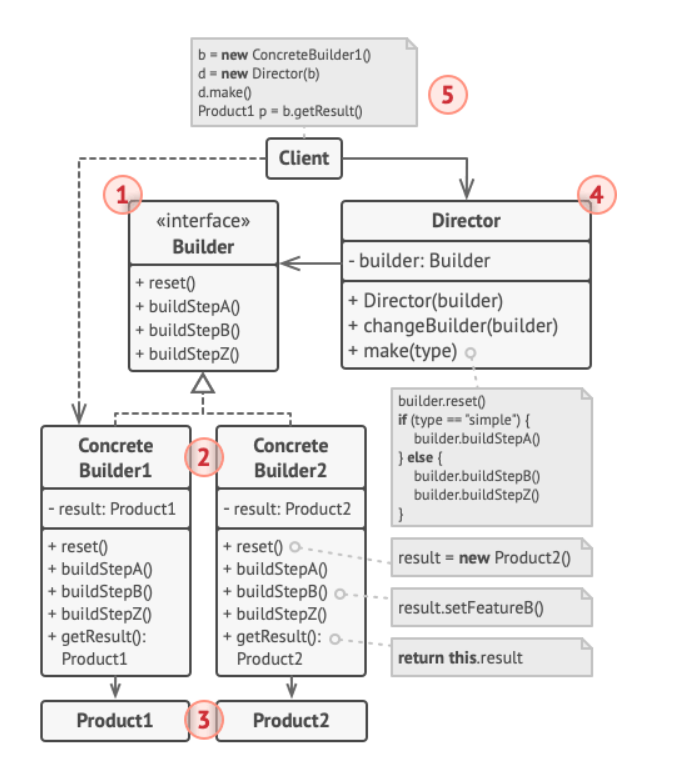 b = new ConcreteBuilder1()
d = new Director(b)
d.make()
Product1 p = b.getResult()
5
Client
1
«interface»
Builder
+ reset()
+ buildStepA()
+ buildStepB()
+ buildStepZ()
4
Director
- builder: Builder
+ Director(builder)
+ changeBuilder(builder)
+ make(type)
builder.reset()
if (type == "simple") {
builder.buildStepA()
} else {
builder.buildStepB()
builder.buildStepZ()
}
2
Concrete
Builder1
- result: Product1
+ reset()
+ buildStepA()
+ buildStepB()
+ buildStepZ()
+ getResult():
Product1
Concrete
Builder2
- result: Product2
+ reset()
+ buildStepA()
+ buildStepB()
+ buildStepZ()
+ getResult():
Product2
result = new Product2()
result.setFeatureB()
return this.result
Product1
3
Product2